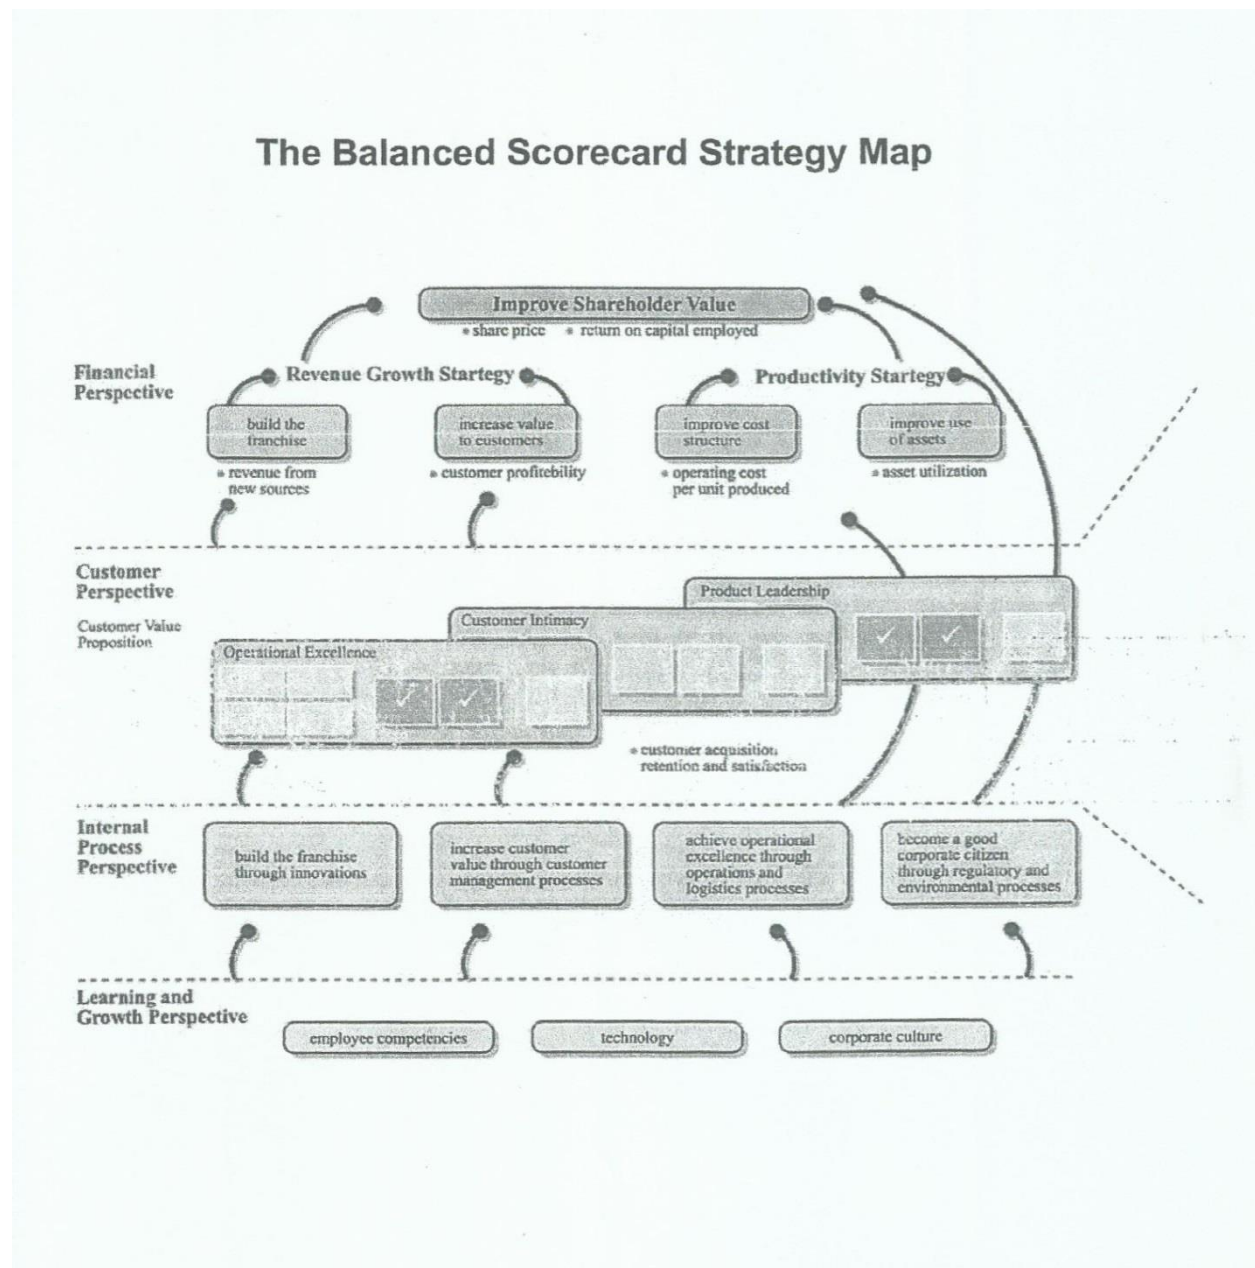 The Balanced Scorecard Strategy Map
Improve Shareholder Value
share price
return on capital employed
Financial
Perspective
Revenue Growth Startegy
Productivity Startegy
build the
franchise
increase value
to customers
improve cost
structure
improve use
of assets
revenue from
new sources
customer profitebility
operating cost
per unit produced
asset utilization
Customer
Perspective
Customer Value
Proposition
Product Leadership
Customer Intimacy
Operational Excellence
customer acquisition,
retention and satisfaction
Internal
Process
Perspective
build the franchise
through innovations
increase customer
value through customer
management processes
achieve operational
excellence through
operations and
logistics processes
become a good
corporate citizen
through regulatory and
environmental processes
Learning and
Growth Perspective
employee competencies
technology
corporate culture